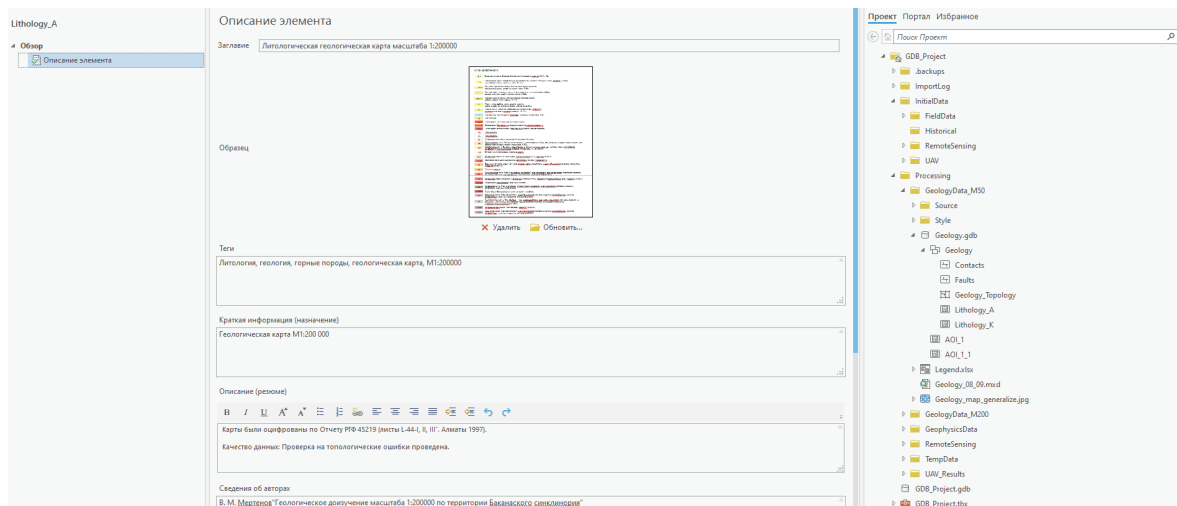 Lithology_A
Обзор
Описание элемента
Описание элемента
Заглавие
Литологическая геологическая карта масштаба 1:200000
Образец
Удалить
Обновить...
Теги
Литология, геология, горные породы, геологическая карта, М1:200000
Краткая информация (назначение)
Геологическая карта М1:200 000
Описание (резюме)
B I U A A
Карты были оцифрованы по Отчету РГФ 45219 (листы L-44-I, II, III". Алматы 1997).
Качество данных: Проверка на топологические ошибки проведена.
Сведения об авторах
В. М. Мертенов"Геологическое доизучение масштаба 1:200000 по территории Баканаского синклинория"
Проект Портал Избранное
Поиск Проект
GDB_Project
.backups
ImportLog
InitialData
FieldData
Historical
RemoteSensing
UAV
Processing
GeologyData_M50
Source
Style
Geology.gdb
Geology
Contacts
Faults
Geology_Topology
Lithology_A
Lithology_K
AOI_1
AOI_1_1
Legend.xlsx
Geology_08_09.mxd
Geology_map_generalize.jpg
GeologyData_M200
GeophysicsData
RemoteSensing
TempData
UAV_Results
GDB_Project.gdb
GDB_Project.tbx